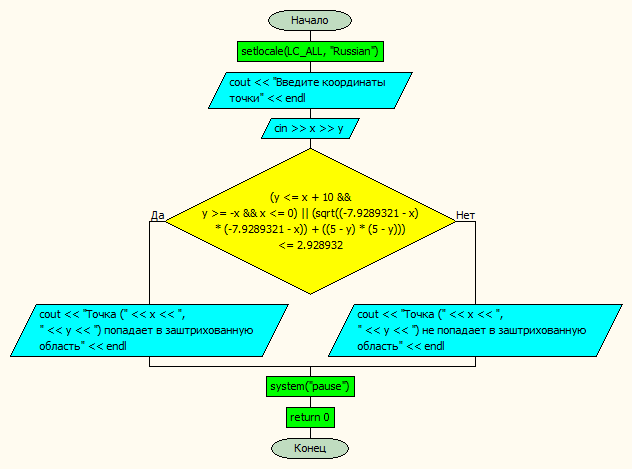 Начало
setlocale(LC_ALL, "Russian")
cout << "Введите координаты
точки" << endl
cin >> x >> y
(y <= x + 10 &&
y >= -x && x <= 0) || (sqrt((-7.9289321 - x)
* (-7.9289321 - x)) + ((5 - y) * (5 - y)))
<= 2.928932
Да
Нет
cout << "Точка (" << x << ",
" << y << ") попадает в заштрихованную
область" << endl
cout << "Точка (" << x << ",
" << y << ") не попадает в заштрихованную
область" << endl
system("pause")
return 0
Конец